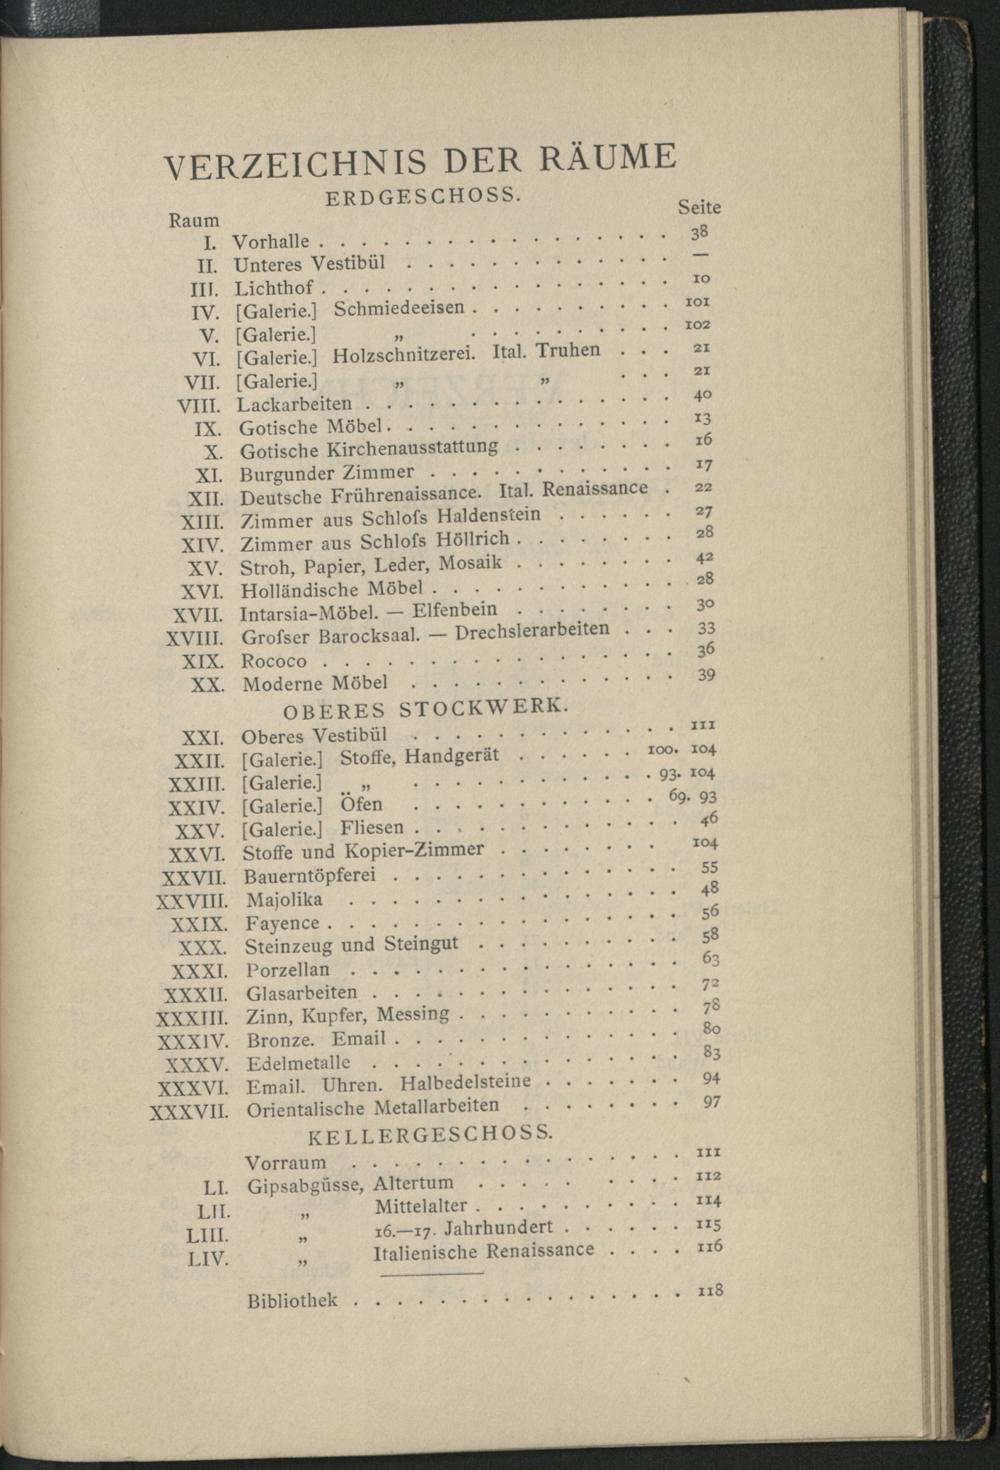 VERZEICHNIS DER RÄUME
ERDGESCHOSS.
Raum Seite
I. Vorhalle . . . . . . . . . . . . . . . . . 38
II. Unteres Vestibül . . . . . . . . . . . . . —
III. Lichthof . . . . . . . . . . . . . . . . . 10
IV. [Galerie.] Schmiedeeisen . . . . . . . . . . 101
V. [Galerie.] „ . . . . . . . . . . 102
VI. [Galerie.] Holzschnitzerei. Ital. Truhen . . . 21
VII. [Galerie.] „ „ . . . 21
VIII. Lackarbeiten . . . . . . . . . . . . . . . 40
IX. Gotische Möbel . . . . . . . . . . . . . . 13
X. Gotische Kirchenausstattung . . . . . . . . 16
XI. Burgunder Zimmer . . . . . . . . . . . . 17
XII. Deutsche Frührenaissance. Ital. Renaissance . 22
XIII. Zimmer aus Schloſs Haldenstein . . . . . . 27
XIV. Zimmer aus Schloſs Höllrich . . . . . . . . 28
XV. Stroh, Papier, Leder, Mosaik . . . . . . . . 42
XVI. Holländische Möbel . . . . . . . . . . . . 28
XVII. Intarsia-Möbel. — Elfenbein . . . . . . . . 30
XVIII. Groſser Barocksaal. — Drechslerarbeiten . . . 33
XIX. Rococo . . . . . . . . . . . . . . . . . 36
XX. Moderne Möbel . . . . . . . . . . . . . 39
OBERES STOCKWERK.
XXI. Oberes Vestibül . . . . . . . . . . . . . 111
XXII. [Galerie.] Stoffe, Handgerät . . . . . . 100. 104
XXIII. [Galerie.] „ . . . . . . . . . . . . 93. 104
XXIV. [Galerie.] Öfen . . . . . . . . . . . . 69. 93
XXV. [Galerie.] Fliesen . . . . . . . . . . . . . 46
XXVI. Stoffe und Kopier-Zimmer . . . . . . . . 104
XXVII. Bauerntöpferei . . . . . . . . . . . . . . 55
XXVIII. Majolika . . . . . . . . . . . . . . . . 48
XXIX. Fayence . . . . . . . . . . . . . . . . . 56
XXX. Steinzeug und Steingut . . . . . . . . . . 58
XXXI. Porzellan . . . . . . . . . . . . . . . . 63
XXXII. Glasarbeiten . . . . . . . . . . . . . . . 72
XXXIII. Zinn, Kupfer, Messing . . . . . . . . . . . 78
XXXIV. Bronze. Email . . . . . . . . . . . . . . 80
XXXV. Edelmetalle . . . . . . . . . . . . . . . 83
XXXVI. Email. Uhren. Halbedelsteine . . . . . . . 94
XXXVII. Orientalische Metallarbeiten . . . . . . . . 97
KELLERGESCHOSS.
Vorraum . . . . . . . . . . . . . . . . 111
LI. Gipsabgüsse, Altertum . . . . . . . . . 112
LII. „ Mittelalter . . . . . . . . . . 114
LIII. „ 16.—17. Jahrhundert . . . . . . 115
LIV. „ Italienische Renaissance . . . . 116
Bibliothek . . . . . . . . . . . . . . . . 118